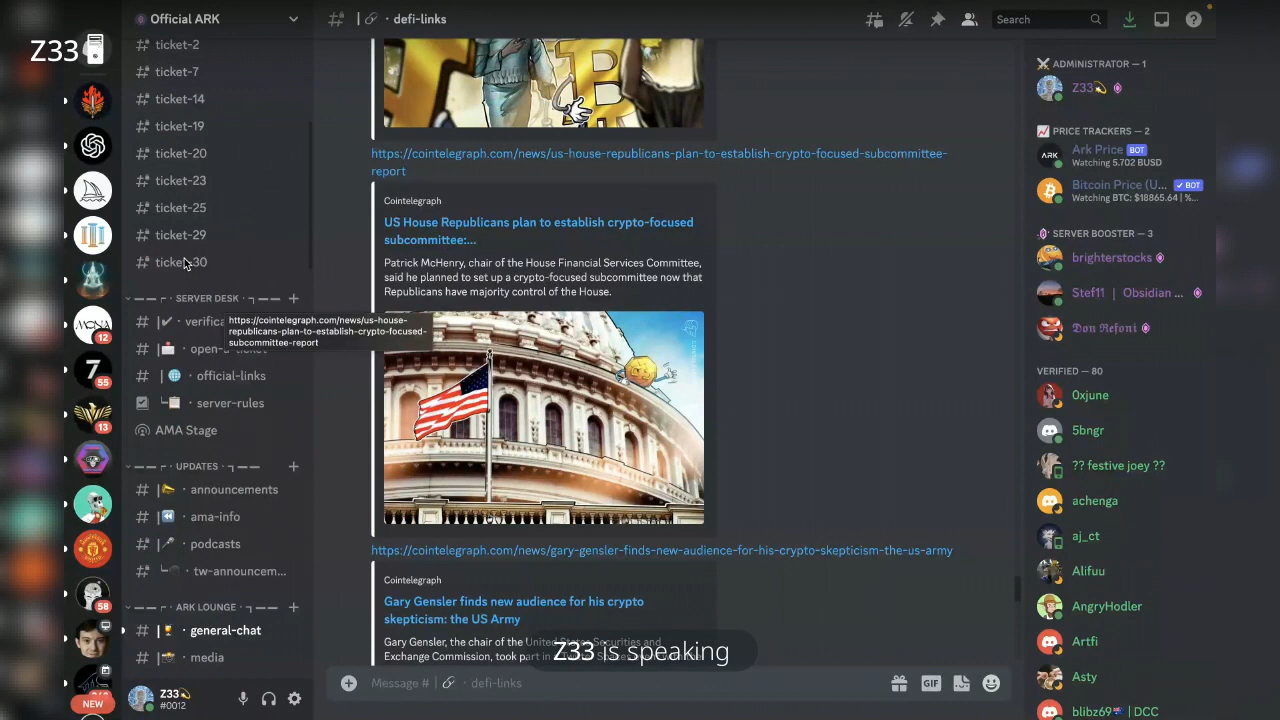 Z33
Official ARK
ticket-2
ticket-7
ticket-14
ticket-19
ticket-20
ticket-23
ticket-25
ticket-29
ticket-30
SERVER DESK
verifica
https://cointelegraph.com/news/us-house-
republicans-plan-to-establish-crypto-focused-
subcommittee-report
open-a-ticket
official-links
server-rules
AMA Stage
UPDATES
announcements
ama-info
podcasts
tw-announcem...
ARK LOUNGE
general-chat
media
12
55
13
58
NEW
Z33💫
#0012
defi-links
Search
https://cointelegraph.com/news/us-house-republicans-plan-to-establish-crypto-focused-subcommittee-
report
Cointelegraph
US House Republicans plan to establish crypto-focused
subcommittee:...
Patrick McHenry, chair of the House Financial Services Committee,
said he planned to set up a crypto-focused subcommittee now that
Republicans have majority control of the House.
https://cointelegraph.com/news/gary-gensler-finds-new-audience-for-his-crypto-skepticism-the-us-army
Cointelegraph
Gary Gensler finds new audience for his crypto
skepticism: the US Army
Gary Gensler, the chair of the United States Securities and
Exchange Commission, took part in
Z33 is speaking
Message # | 🔗 · defi-links
GIF
ADMINISTRATOR — 1
Z33💫
PRICE TRACKERS — 2
ARK
Ark Price BOT
Watching 5.702 BUSD
Bitcoin Price (U... ✔ BOT
Watching BTC: $18865.64 | %...
SERVER BOOSTER — 3
brighterstocks
Stef11 | Obsidian ...
Don Refoni
VERIFIED — 80
0xjune
5bngr
?? festive joey ??
achenga
aj_ct
Alifuu
AngryHodler
Artfi
Asty
blibz69🇦🇺 | DCC